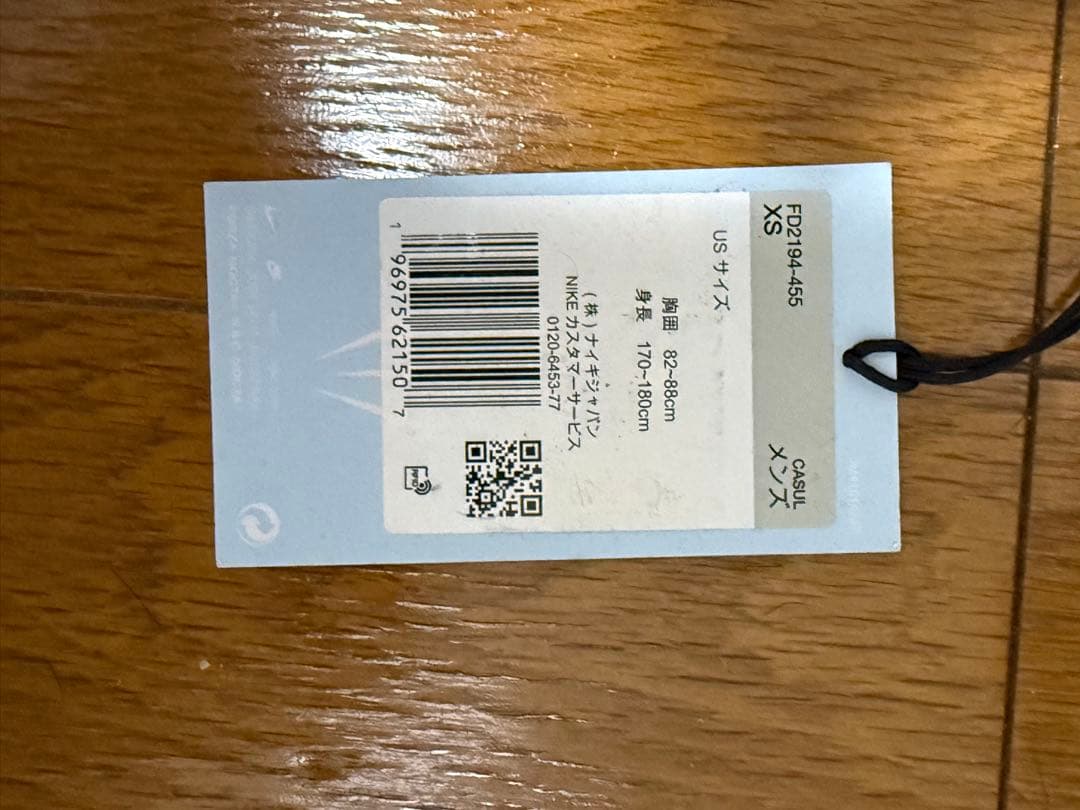 FD2194-455
XS
CASUL
メンズ
US サイズ
胸囲 82~88cm
身長 170~180cm
(株)ナイキジャパン
NIKE カスタマーサービス
0120-6453-77
1 96975 62150 7
RFID